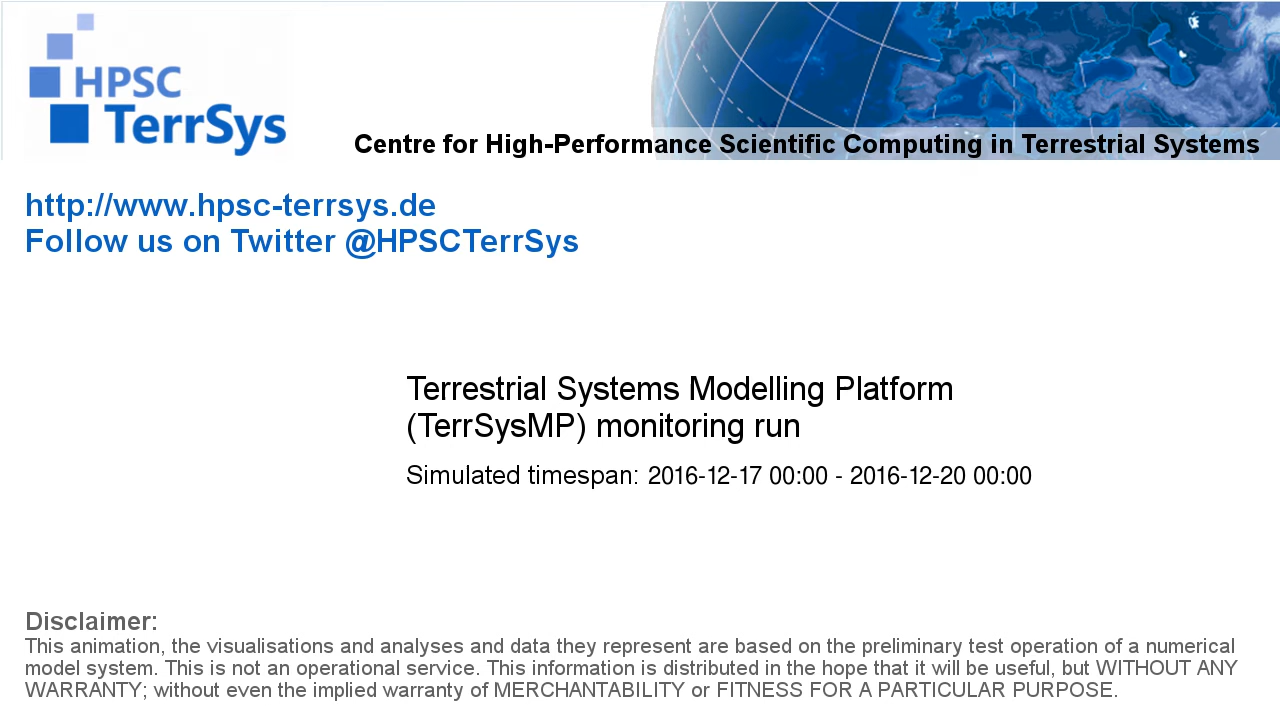 HPSC
TerrSys
Centre for High-Performance Scientific Computing in Terrestrial Systems
http://www.hpsc-terrsys.de
Follow us on Twitter @HPSCTerrSys
Terrestrial Systems Modelling Platform
(TerrSysMP) monitoring run
Simulated timespan: 2016-12-17 00:00 - 2016-12-20 00:00
Disclaimer:
This animation, the visualisations and analyses and data they represent are based on the preliminary test operation of a numerical
model system. This is not an operational service. This information is distributed in the hope that it will be useful, but WITHOUT ANY
WARRANTY; without even the implied warranty of MERCHANTABILITY or FITNESS FOR A PARTICULAR PURPOSE.